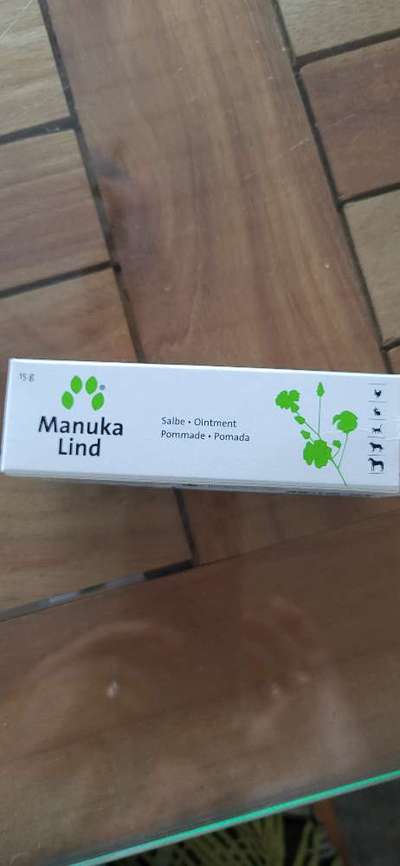 15 g
Manuka
Lind
Salbe • Ointment
Pommade • Pomada